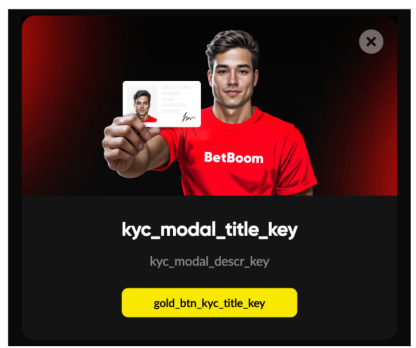 BetBoom
kyc_modal_title_key
kyc_modal_descr_key
gold_btn_kyc_title_key